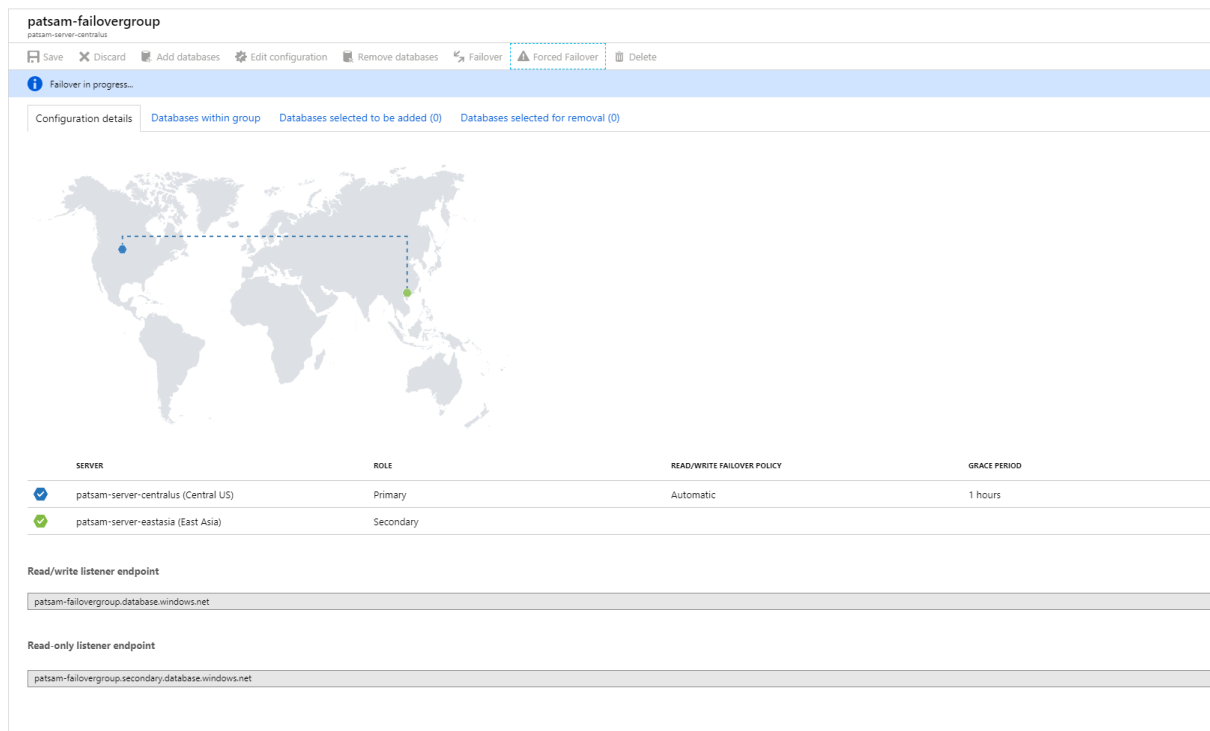 patsam-failovergroup
patsam-server-centralus
Save Discard Add databases Edit configuration Remove databases Failover Forced Failover Delete
Failover in progress...
Configuration details Databases within group Databases selected to be added (0) Databases selected for removal (0)
SERVER ROLE READ/WRITE FAILOVER POLICY GRACE PERIOD
patsam-server-centralus (Central US) Primary Automatic 1 hours
patsam-server-eastasia (East Asia) Secondary
Read/write listener endpoint
patsam-failovergroup.database.windows.net
Read-only listener endpoint
patsam-failovergroup.secondary.database.windows.net